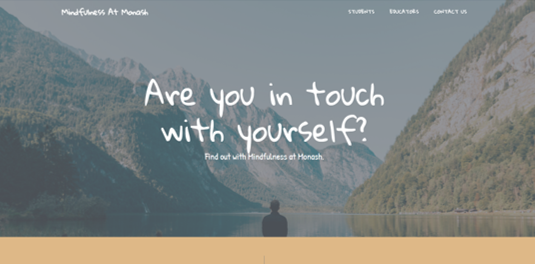 Mindfulness At Monash
STUDENTS EDUCATORS CONTACT US
Are you in touch
with yourself?
Find out with Mindfulness at Monash.